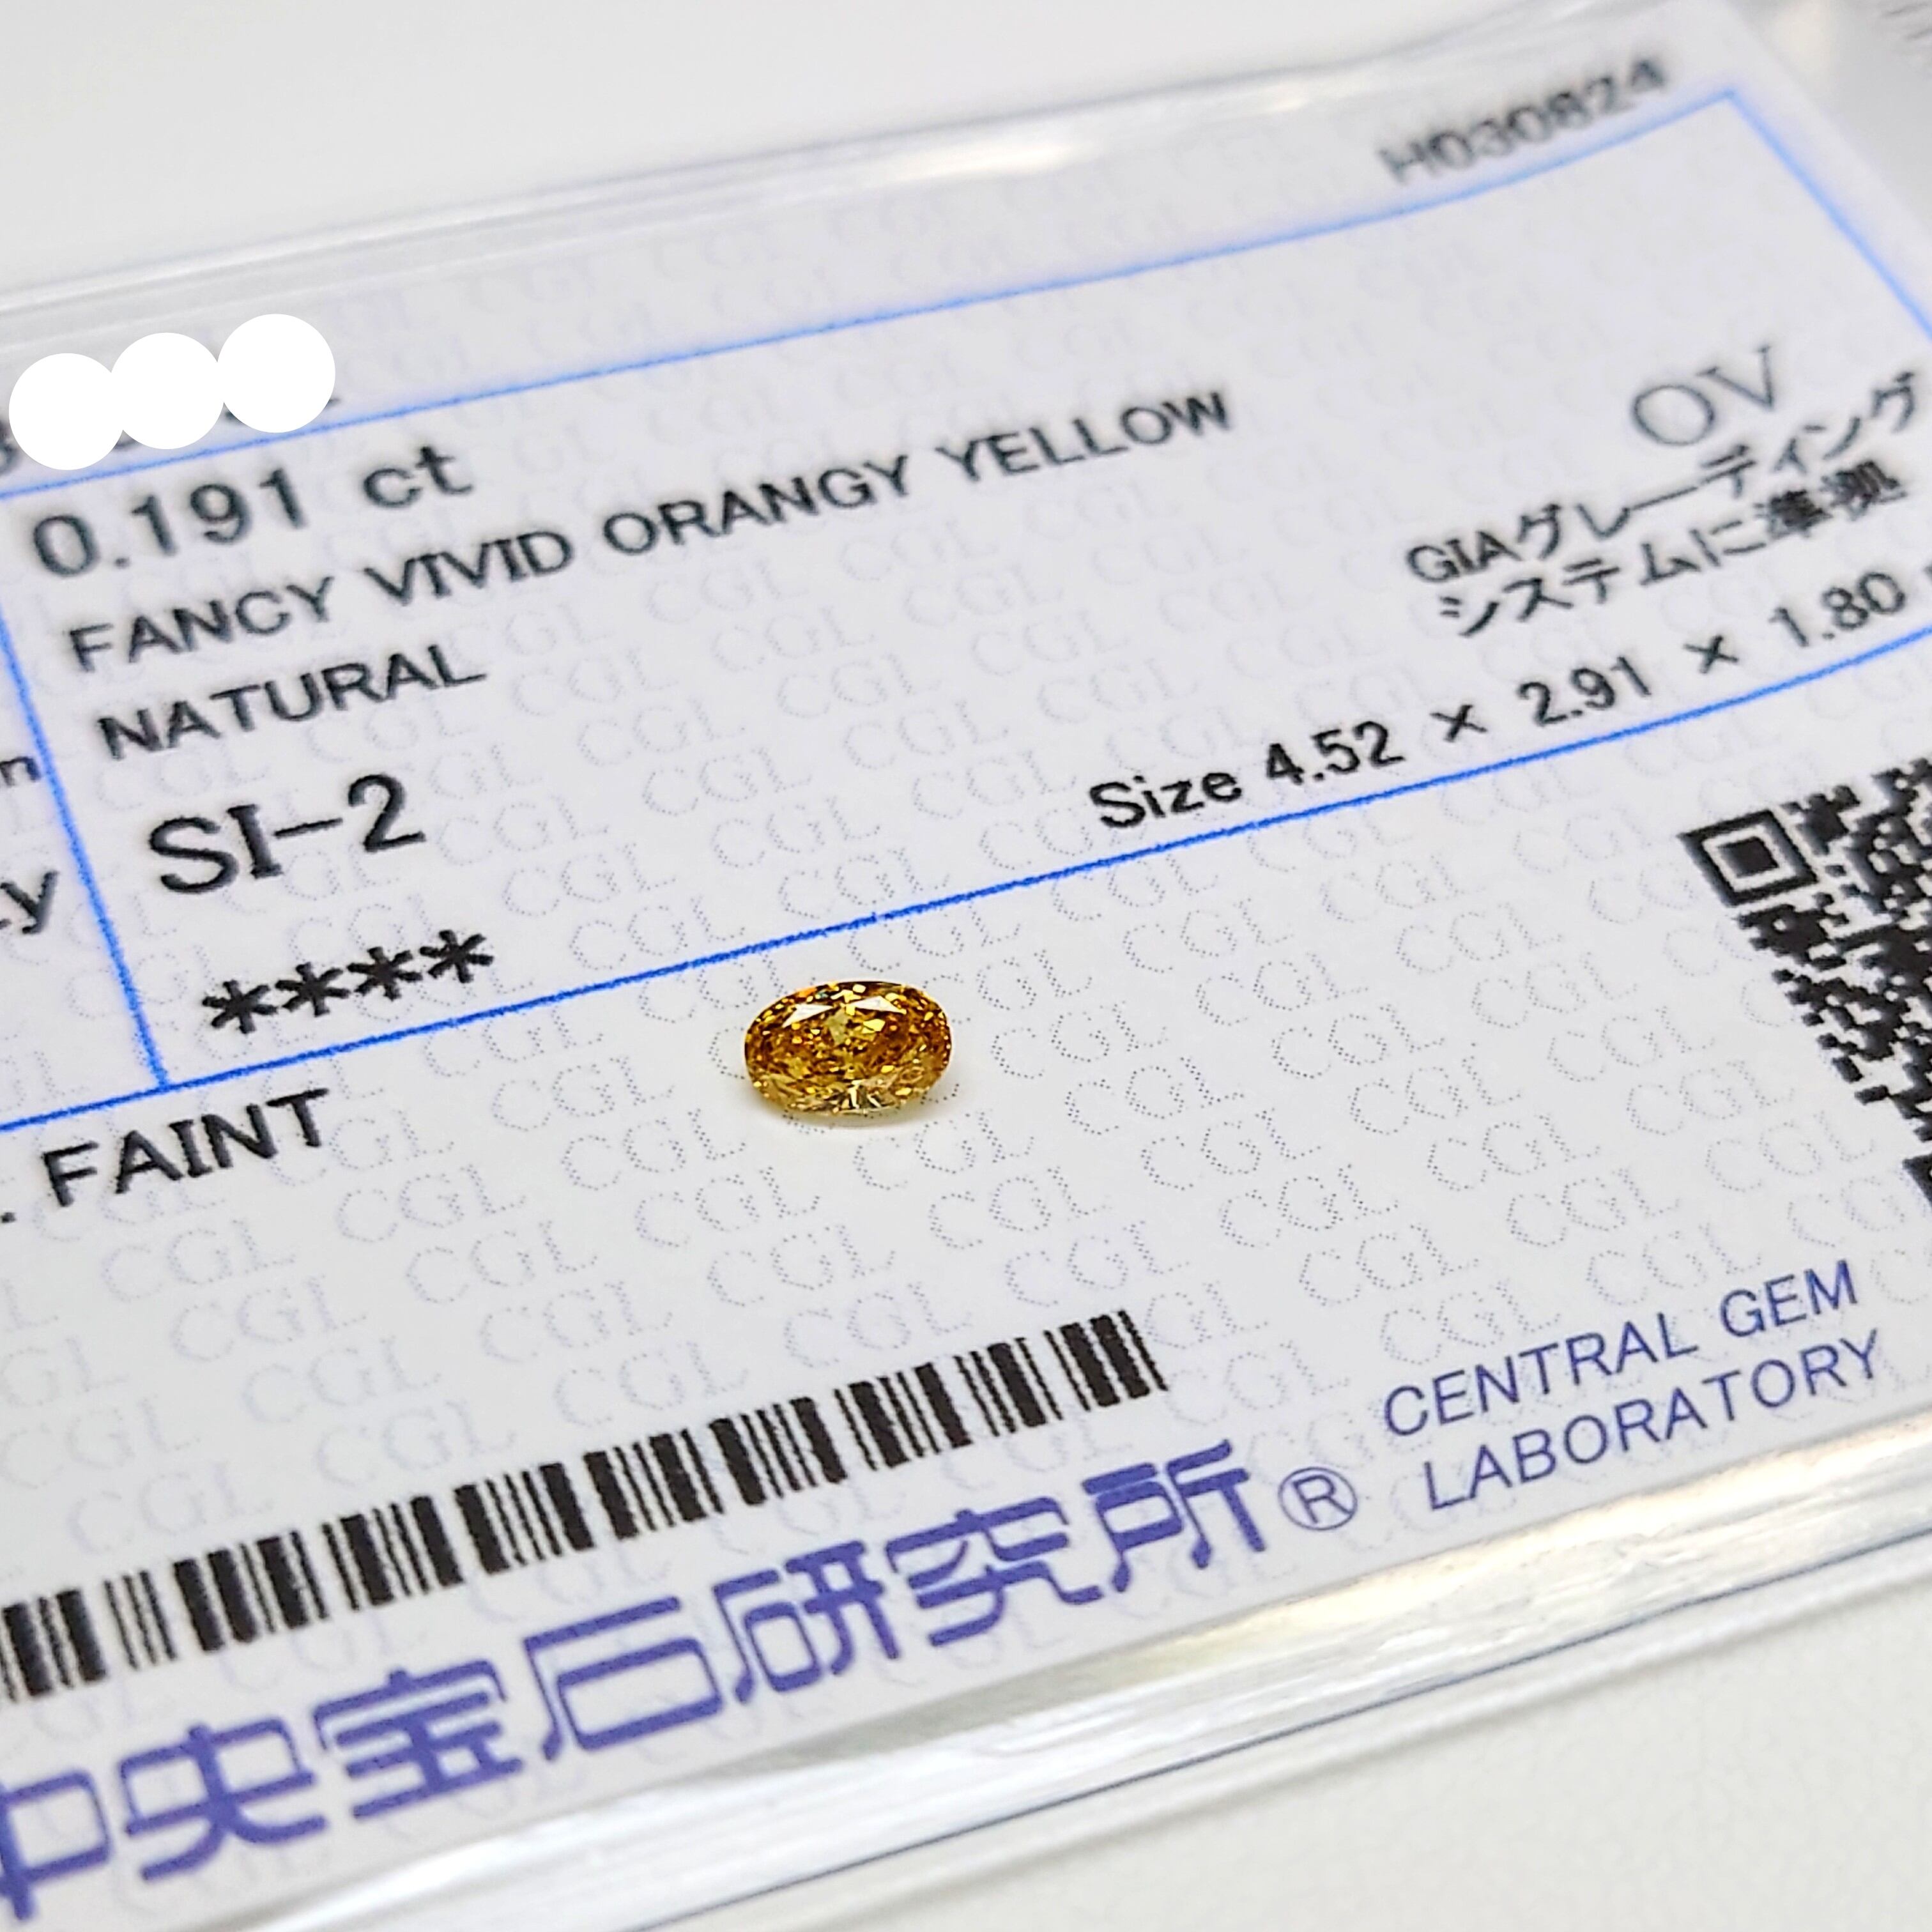 H030824
0.191 ct
OV
FANCY VIVID ORANGY YELLOW
GIAグレーディング
システムに準拠
NATURAL
Size 4.52 × 2.91 × 1.80
SI-2
****
FAINT
中央宝石研究所®
CENTRAL GEM
LABORATORY